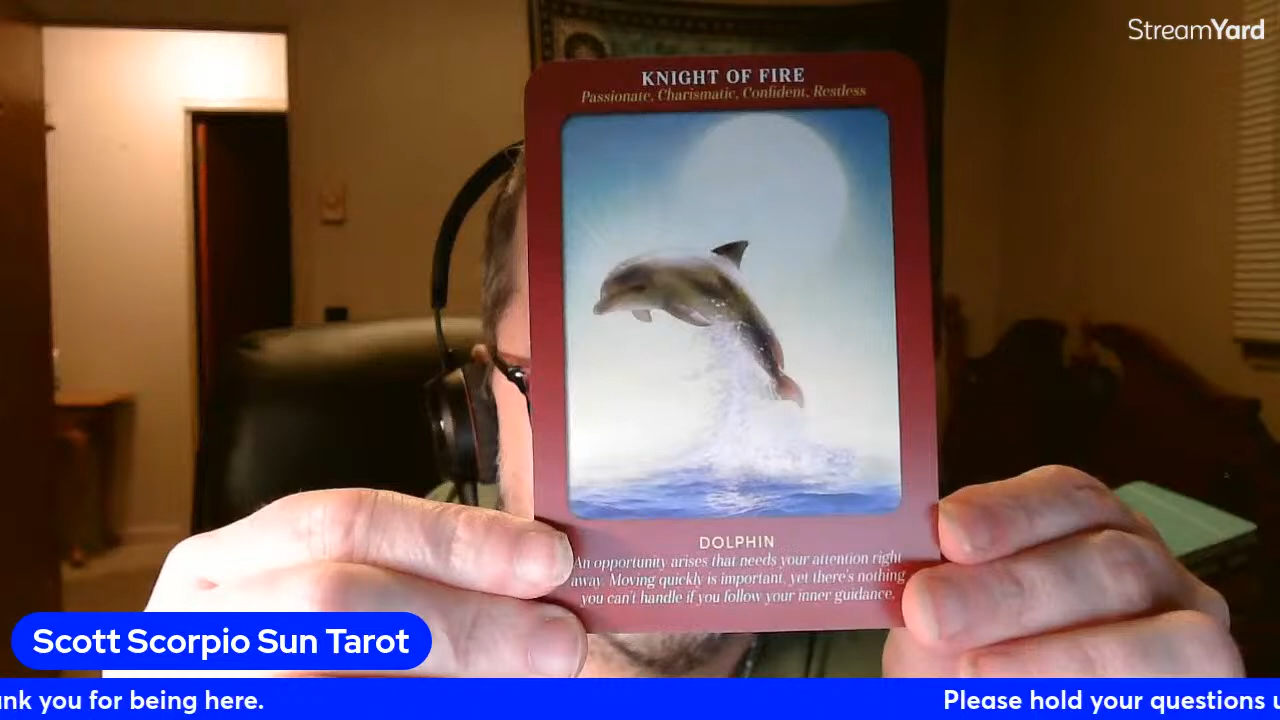 StreamYard
KNIGHT OF FIRE
Passionate, Charismatic, Confident, Restless
DOLPHIN
An opportunity arises that needs your attention right
away. Moving quickly is important, yet there's nothing
you can't handle if you follow your inner guidance.
Scott Scorpio Sun Tarot
nk you for being here.
Please hold your questions u